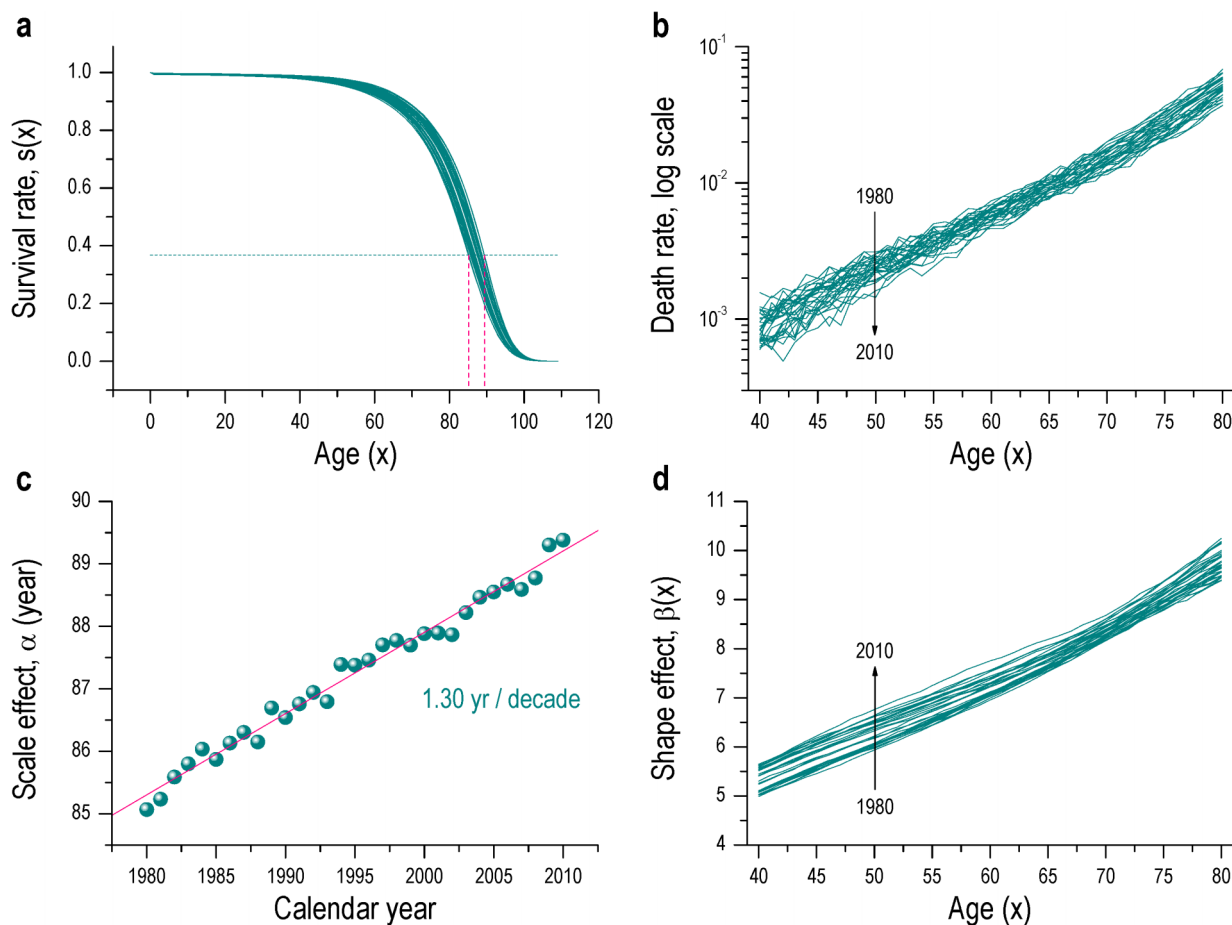 a
Survival rate, s(x)
1.0
0.8
0.6
0.4
0.2
0.0
0 20 40 60 80 100 120
Age (x)
b
Death rate, log scale
10-1
10-2
10-3
1980
2010
40 45 50 55 60 65 70 75 80
Age (x)
c
Scale effect, α (year)
90
89
88
87
86
85
1.30 yr / decade
1980 1985 1990 1995 2000 2005 2010
Calendar year
d
Shape effect, β(x)
11
10
9
8
7
6
5
4
2010
1980
40 45 50 55 60 65 70 75 80
Age (x)